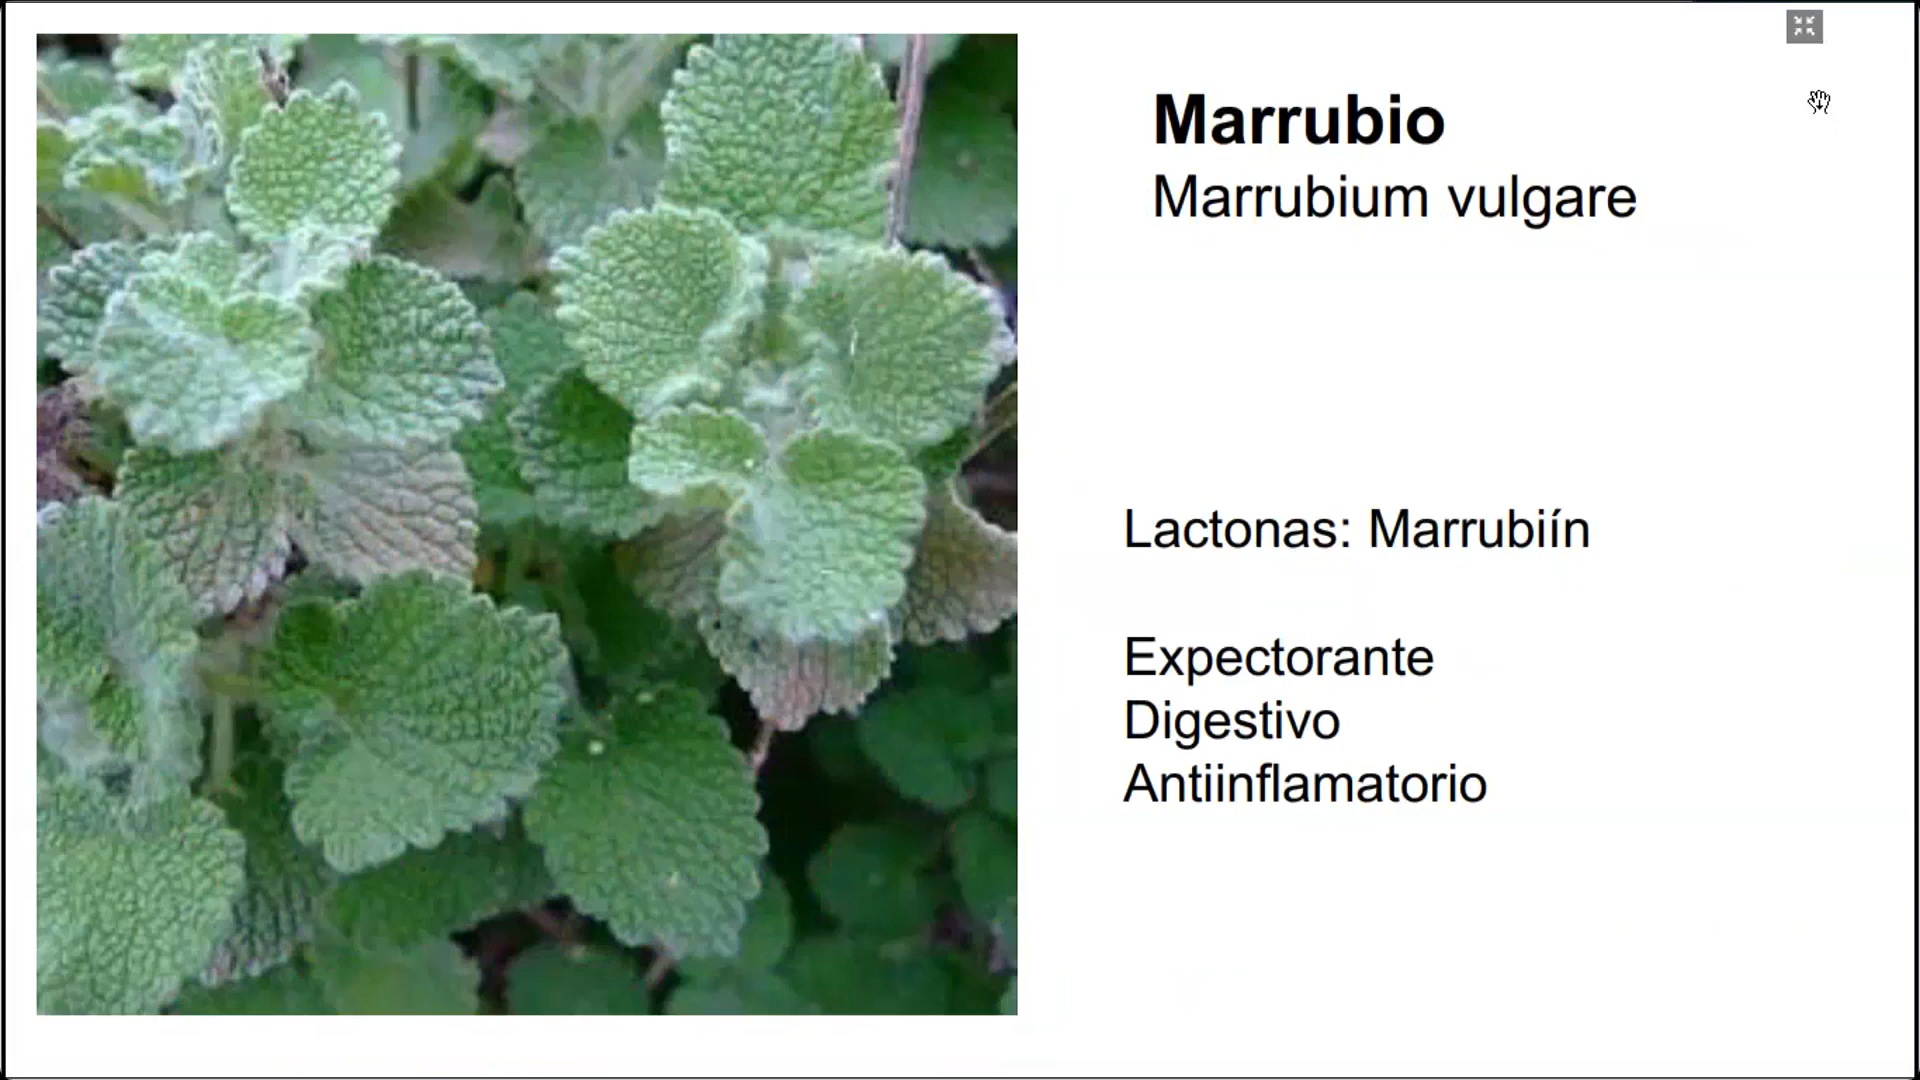 Marrubio
Marrubium vulgare
Lactonas: Marrubiín
Expectorante
Digestivo
Antiinflamatorio